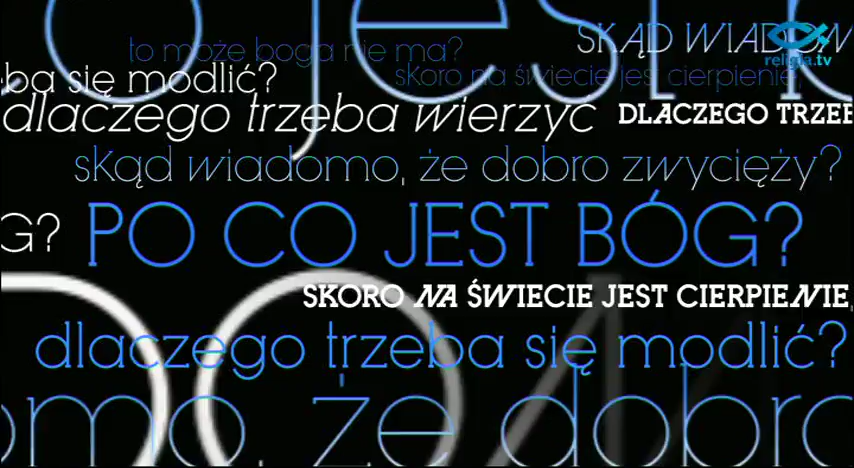 o jest
to może boga nie ma?
SKĄD WIADOM
religia.tv
eba się modlić?
skoro na świecie jest cierpienie
dlaczego trzeba wierzyć
DLACZEGO TRZEB
skąd wiadomo, że dobro zwycięży?
G?
PO CO JEST BÓG?
SKORO NA ŚWIECIE JEST CIERPIENIE,
dlaczego trzeba się modlić?
omo, że dobro